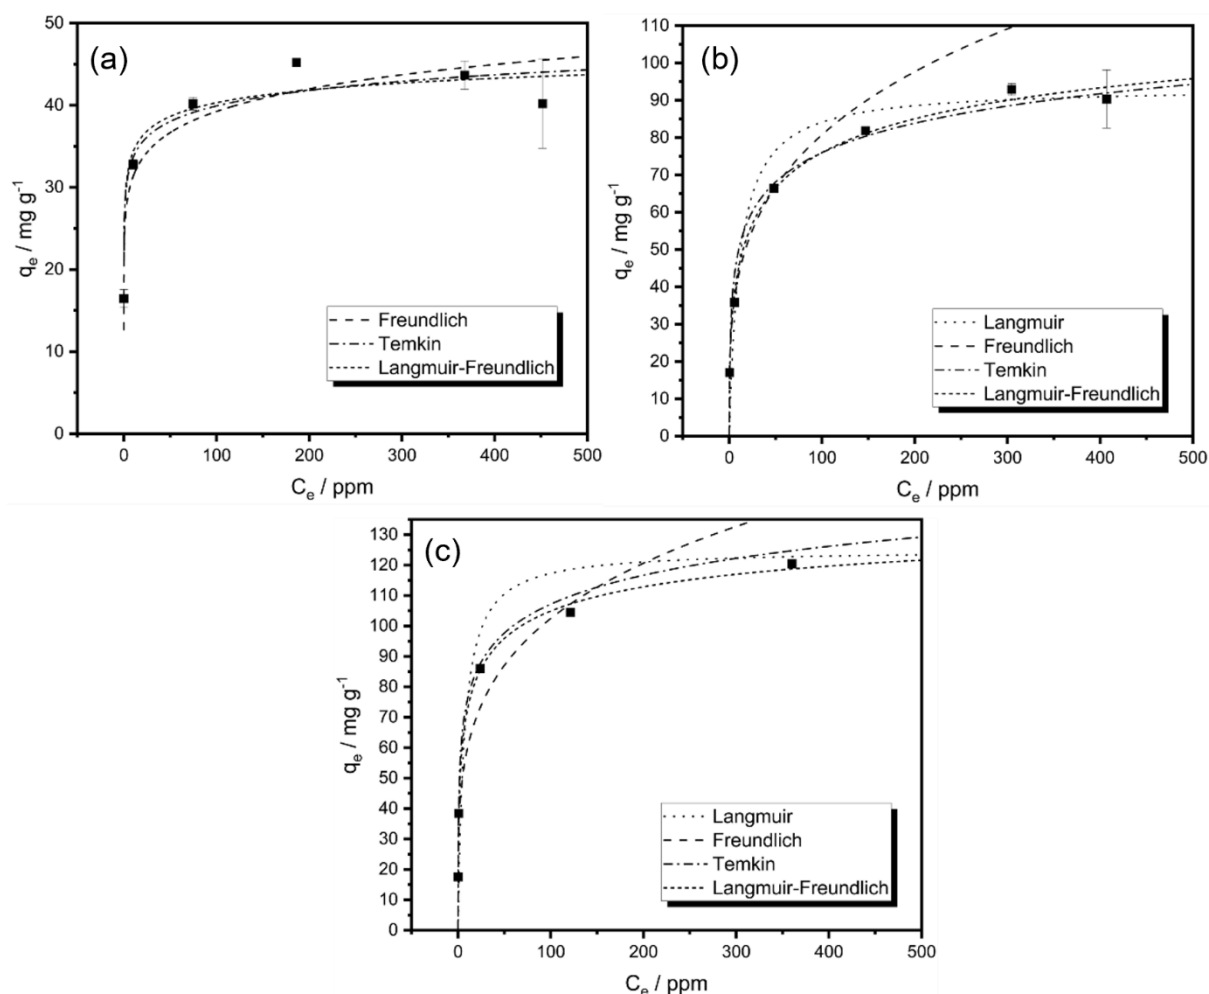 (a)
50
40
30
20
10
0
q_e / mg g^-1
0 100 200 300 400 500
C_e / ppm
Freundlich
Temkin
Langmuir-Freundlich
(b)
110
100
90
80
70
60
50
40
30
20
10
0
q_e / mg g^-1
0 100 200 300 400 500
C_e / ppm
Langmuir
Freundlich
Temkin
Langmuir-Freundlich
(c)
130
120
110
100
90
80
70
60
50
40
30
20
10
0
q_e / mg g^-1
0 100 200 300 400 500
C_e / ppm
Langmuir
Freundlich
Temkin
Langmuir-Freundlich